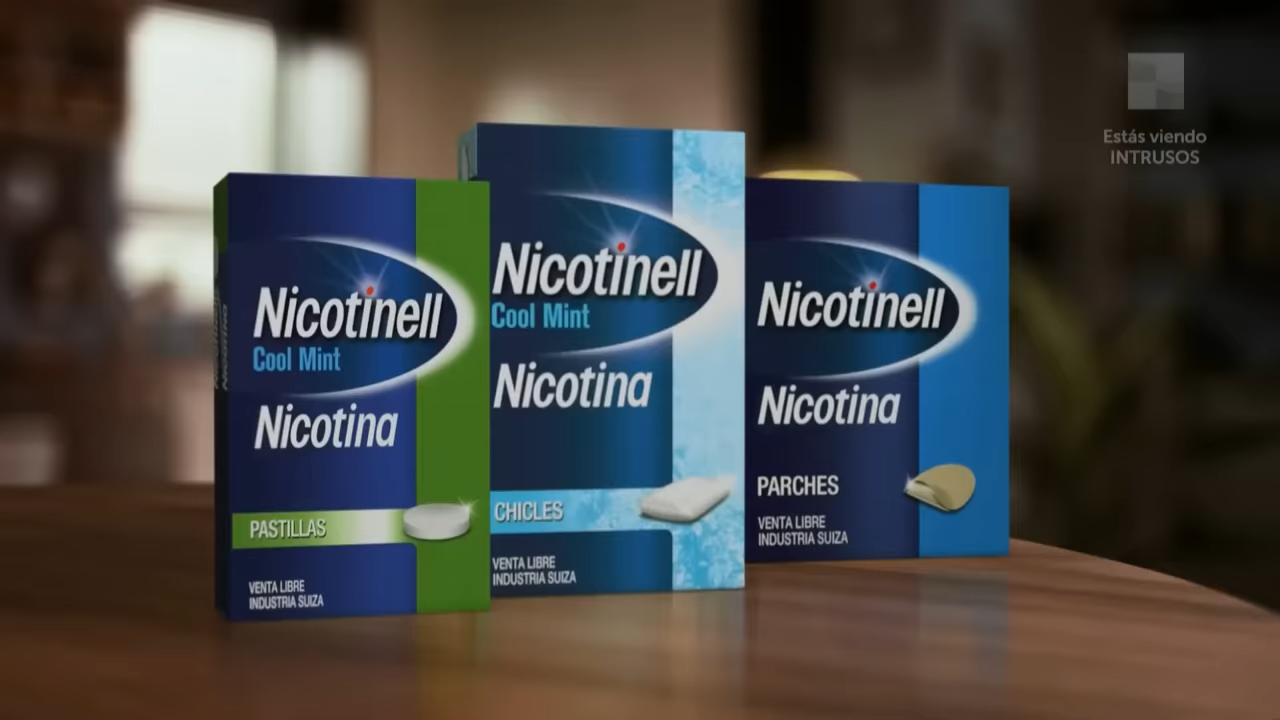 Estás viendo
INTRUSOS
Nicotinell
Cool Mint
Nicotina
PASTILLAS
VENTA LIBRE
INDUSTRIA SUIZA
Nicotinell
Cool Mint
Nicotina
CHICLES
VENTA LIBRE
INDUSTRIA SUIZA
Nicotinell
Nicotina
PARCHES
VENTA LIBRE
INDUSTRIA SUIZA